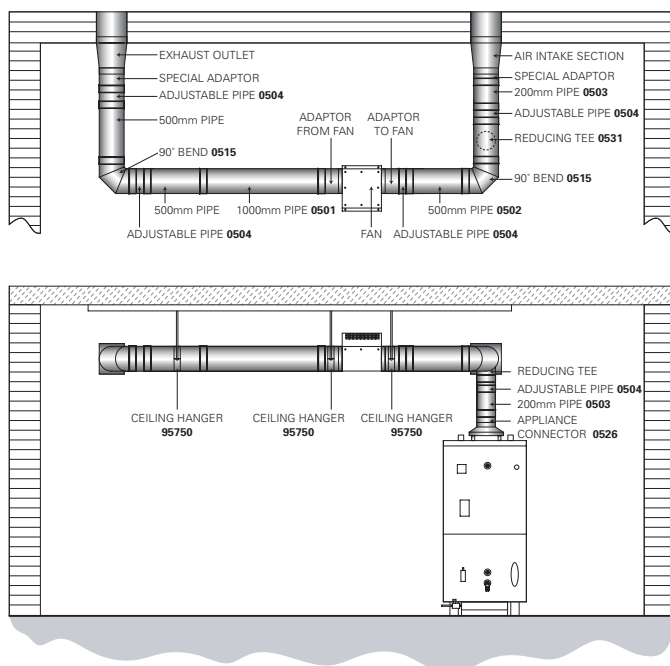 EXHAUST OUTLET
SPECIAL ADAPTOR
ADJUSTABLE PIPE 0504
500mm PIPE
90° BEND 0515
ADAPTOR
FROM FAN
ADAPTOR
TO FAN
AIR INTAKE SECTION
SPECIAL ADAPTOR
200mm PIPE 0503
ADJUSTABLE PIPE 0504
REDUCING TEE 0531
90° BEND 0515
500mm PIPE
1000mm PIPE 0501
500mm PIPE 0502
ADJUSTABLE PIPE 0504
FAN
ADJUSTABLE PIPE 0504
CEILING HANGER
95750
CEILING HANGER
95750
CEILING HANGER
95750
REDUCING TEE
ADJUSTABLE PIPE 0504
200mm PIPE 0503
APPLIANCE
CONNECTOR 0526